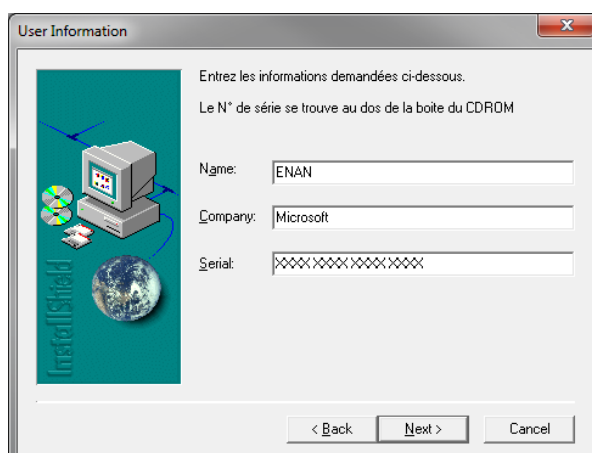 User Information
Entrez les informations demandées ci-dessous.
Le N° de série se trouve au dos de la boite du CDROM
Name: ENAN
Company: Microsoft
Serial: XXXX XXXX XXXX XXXX
InstallShield
< Back Next > Cancel